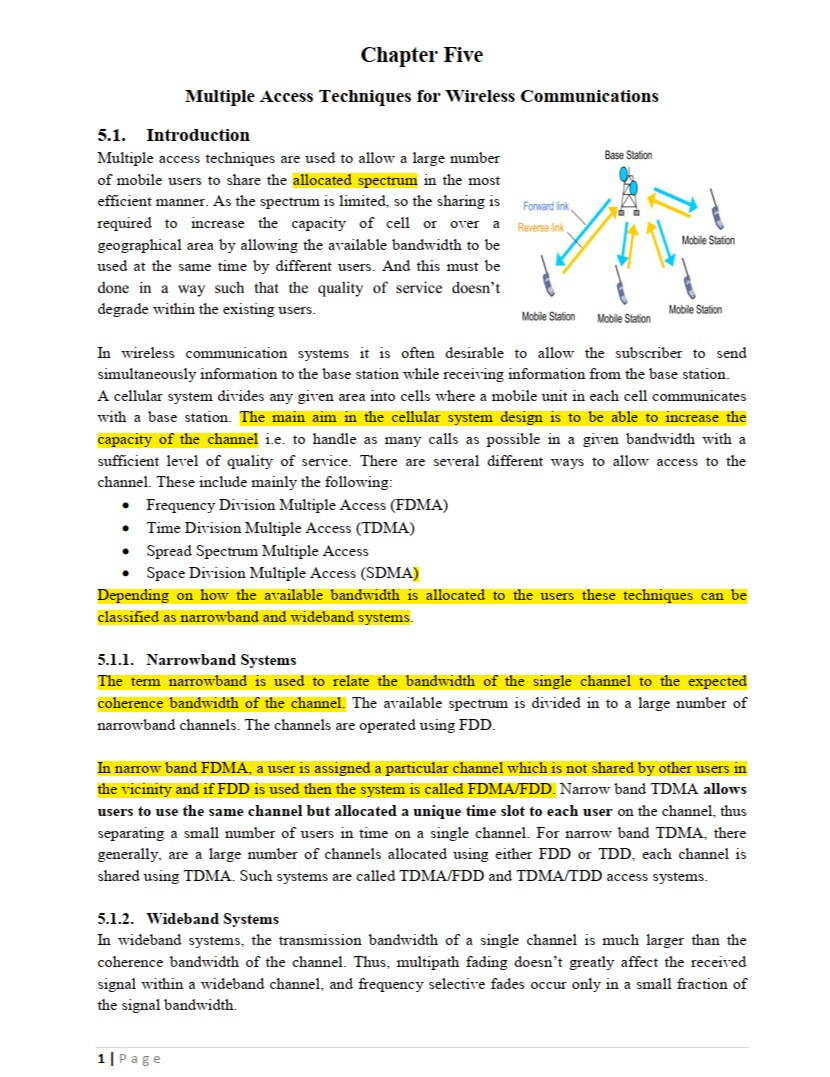 Chapter Five
Multiple Access Techniques for Wireless Communications
5.1. Introduction
Multiple access techniques are used to allow a large number
of mobile users to share the allocated spectrum in the most
efficient manner. As the spectrum is limited, so the sharing is
required to increase the capacity of cell or over a
geographical area by allowing the available bandwidth to be
used at the same time by different users. And this must be
done in a way such that the quality of service doesn't
degrade within the existing users.
Base Station
Forward link
Reverse link
Mobile Station
Mobile Station
Mobile Station
Mobile Station
In wireless communication systems it is often desirable to allow the subscriber to send
simultaneously information to the base station while receiving information from the base station.
A cellular system divides any given area into cells where a mobile unit in each cell communicates
with a base station. The main aim in the cellular system design is to be able to increase the
capacity of the channel i.e. to handle as many calls as possible in a given bandwidth with a
sufficient level of quality of service. There are several different ways to allow access to the
channel. These include mainly the following:
• Frequency Division Multiple Access (FDMA)
• Time Division Multiple Access (TDMA)
• Spread Spectrum Multiple Access
• Space Division Multiple Access (SDMA)
Depending on how the available bandwidth is allocated to the users these techniques can be
classified as narrowband and wideband systems.
5.1.1. Narrowband Systems
The term narrowband is used to relate the bandwidth of the single channel to the expected
coherence bandwidth of the channel. The available spectrum is divided in to a large number of
narrowband channels. The channels are operated using FDD.
In narrow band FDMA, a user is assigned a particular channel which is not shared by other users in
the vicinity and if FDD is used then the system is called FDMA/FDD. Narrow band TDMA allows
users to use the same channel but allocated a unique time slot to each user on the channel, thus
separating a small number of users in time on a single channel. For narrow band TDMA, there
generally, are a large number of channels allocated using either FDD or TDD, each channel is
shared using TDMA. Such systems are called TDMA/FDD and TDMA/TDD access systems.
5.1.2. Wideband Systems
In wideband systems, the transmission bandwidth of a single channel is much larger than the
coherence bandwidth of the channel. Thus, multipath fading doesn't greatly affect the received
signal within a wideband channel, and frequency selective fades occur only in a small fraction of
the signal bandwidth.
1 | Page